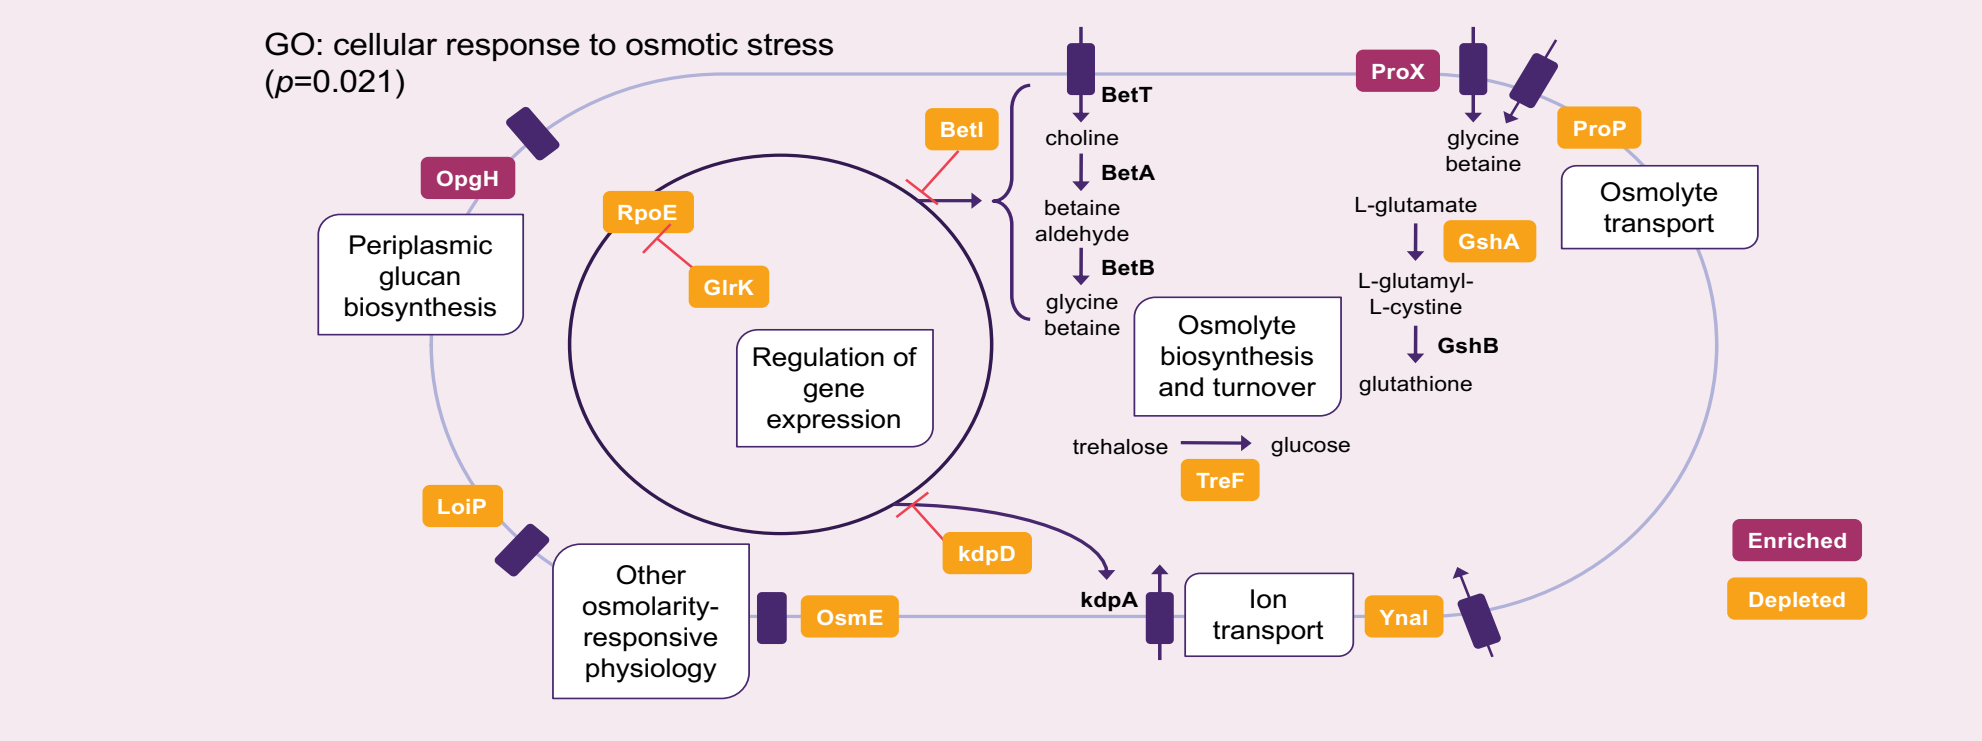 GO: cellular response to osmotic stress
(p=0.021)
OpgH
Periplasmic
glucan
biosynthesis
RpoE
GlrK
Regulation of
gene
expression
BetI
BetT
choline
BetA
betaine
aldehyde
BetB
glycine
betaine
ProX
glycine
betaine
ProP
Osmolyte
transport
L-glutamate
GshA
L-glutamyl-
L-cystine
GshB
glutathione
Osmolyte
biosynthesis
and turnover
trehalose
glucose
TreF
LoiP
Other
osmolarity-
responsive
physiology
OsmE
kdpD
kdpA
Ion
transport
YnaI
Enriched
Depleted